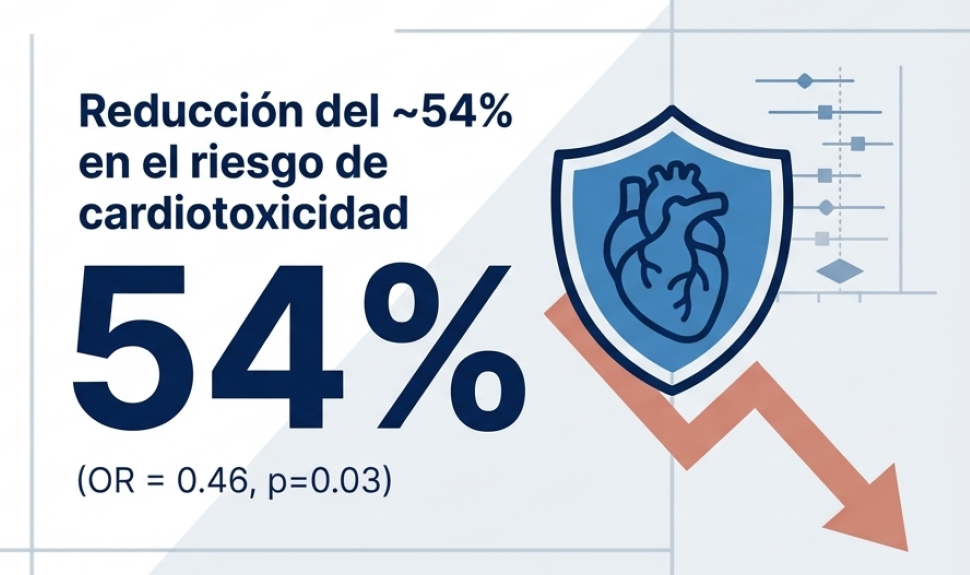 Reducción del ~54%
en el riesgo de
cardiotoxicidad
54%
(OR = 0.46, p=0.03)